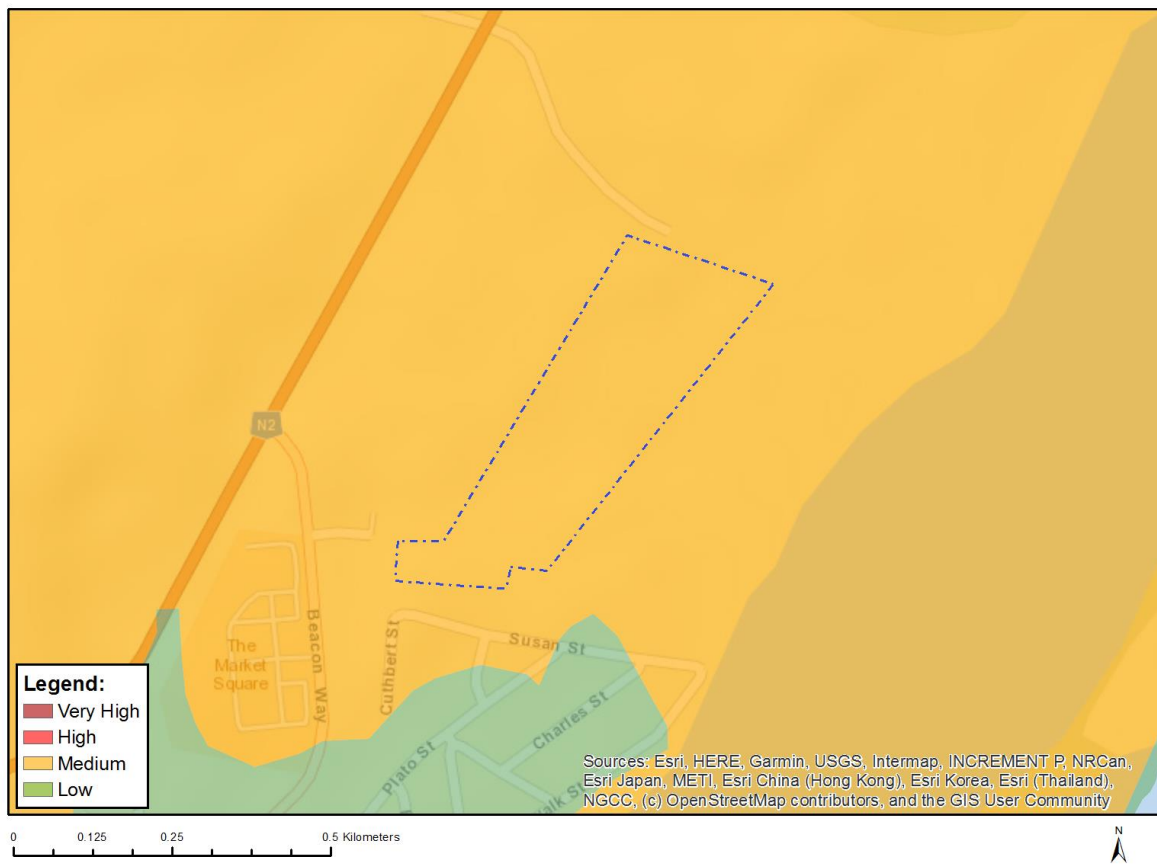 N2
The
Market
Square
Beacon Way
Cuthbert St
Susan St
Charles St
Plato St
alk St
Legend:
Very High
High
Medium
Low
Sources: Esri, HERE, Garmin, USGS, Intermap, INCREMENT P, NRCan,
Esri Japan, METI, Esri China (Hong Kong), Esri Korea, Esri (Thailand),
NGCC, (c) OpenStreetMap contributors, and the GIS User Community
0 0.125 0.25 0.5 Kilometers
N